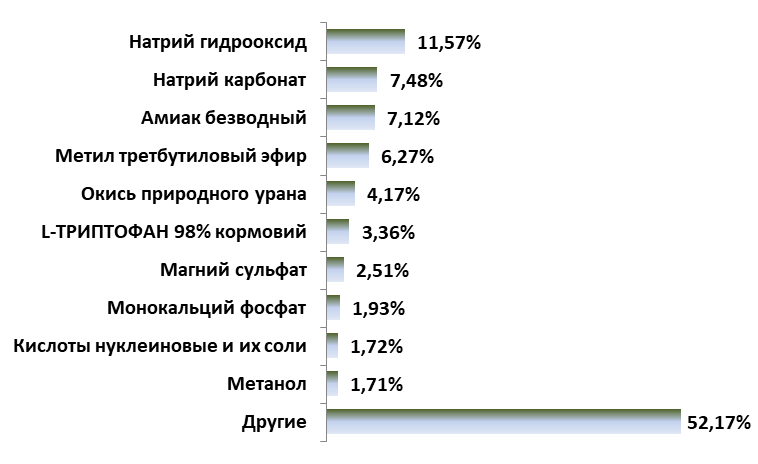 Натрий гидрооксид 11,57%
Натрий карбонат 7,48%
Амиак безводный 7,12%
Метил третбутиловый эфир 6,27%
Окись природного урана 4,17%
L-ТРИПТОФАН 98% кормовий 3,36%
Магний сульфат 2,51%
Монокальций фосфат 1,93%
Кислоты нуклеиновые и их соли 1,72%
Метанол 1,71%
Другие 52,17%